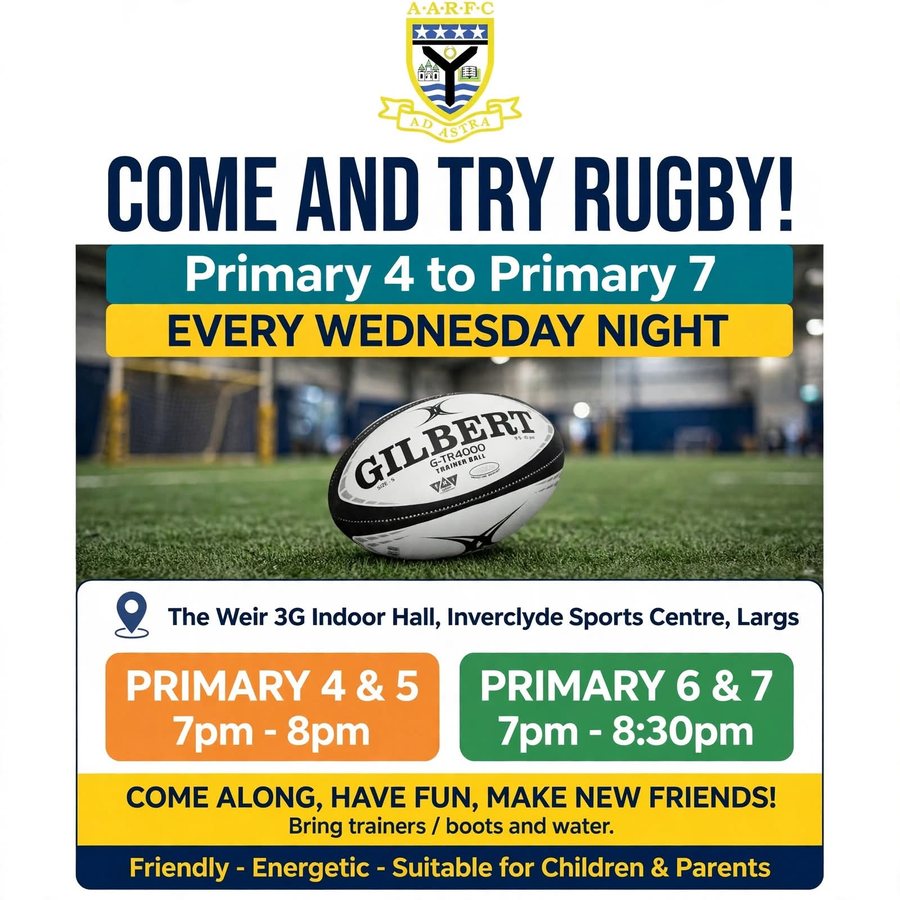 A·A·R·F·C
AD ASTRA
COME AND TRY RUGBY!
Primary 4 to Primary 7
EVERY WEDNESDAY NIGHT
GILBERT
G-TR4000
TRAINER BALL
SIZE - 5
The Weir 3G Indoor Hall, Inverclyde Sports Centre, Largs
PRIMARY 4 & 5
7pm - 8pm
PRIMARY 6 & 7
7pm - 8:30pm
COME ALONG, HAVE FUN, MAKE NEW FRIENDS!
Bring trainers / boots and water.
Friendly - Energetic - Suitable for Children & Parents